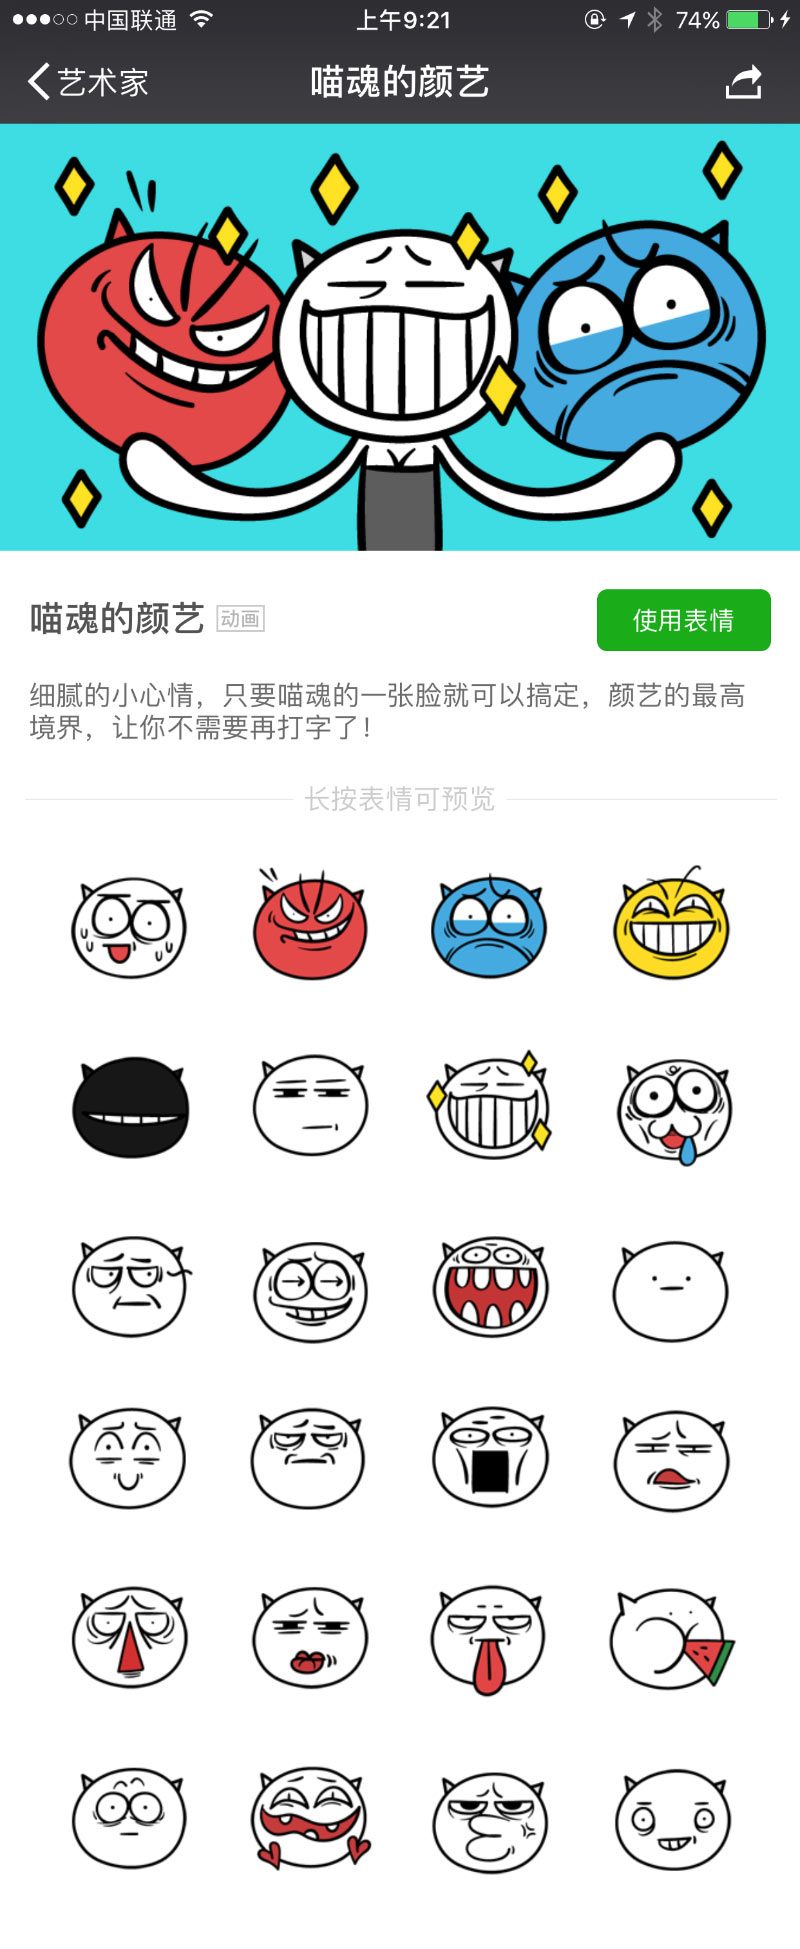 中国联通
上午9:21
74%
艺术家
喵魂的颜艺
喵魂的颜艺
动画
使用表情
细腻的小心情，只要喵魂的一张脸就可以搞定，颜艺的最高
境界，让你不需要再打字了！
长按表情可预览